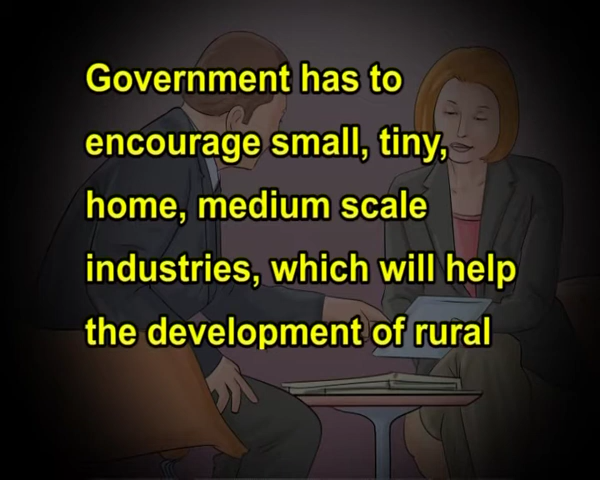 Government has to
encourage small, tiny,
home, medium scale
industries, which will help
the development of rural